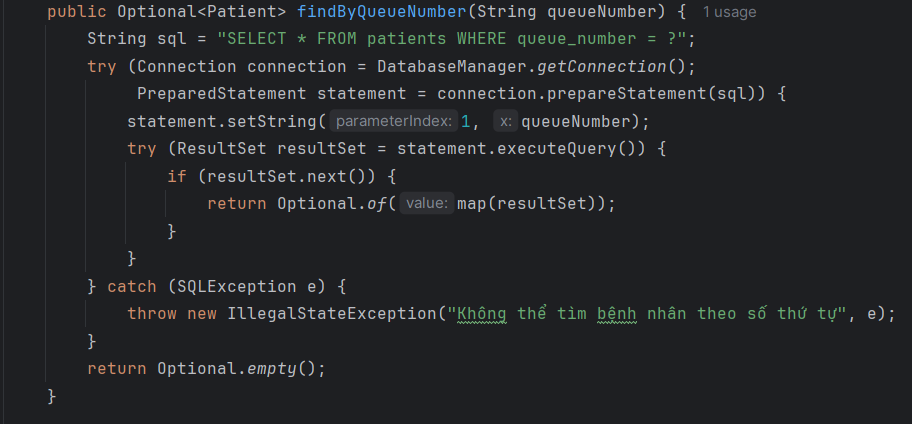 public Optional<Patient> findByQueueNumber(String queueNumber) { 1 usage
String sql = "SELECT * FROM patients WHERE queue_number = ?";
try (Connection connection = DatabaseManager.getConnection();
PreparedStatement statement = connection.prepareStatement(sql)) {
statement.setString( parameterIndex: 1, x: queueNumber);
try (ResultSet resultSet = statement.executeQuery()) {
if (resultSet.next()) {
return Optional.of( value: map(resultSet));
}
}
} catch (SQLException e) {
throw new IllegalStateException("Không thể tìm bệnh nhân theo số thứ tự", e);
}
return Optional.empty();
}